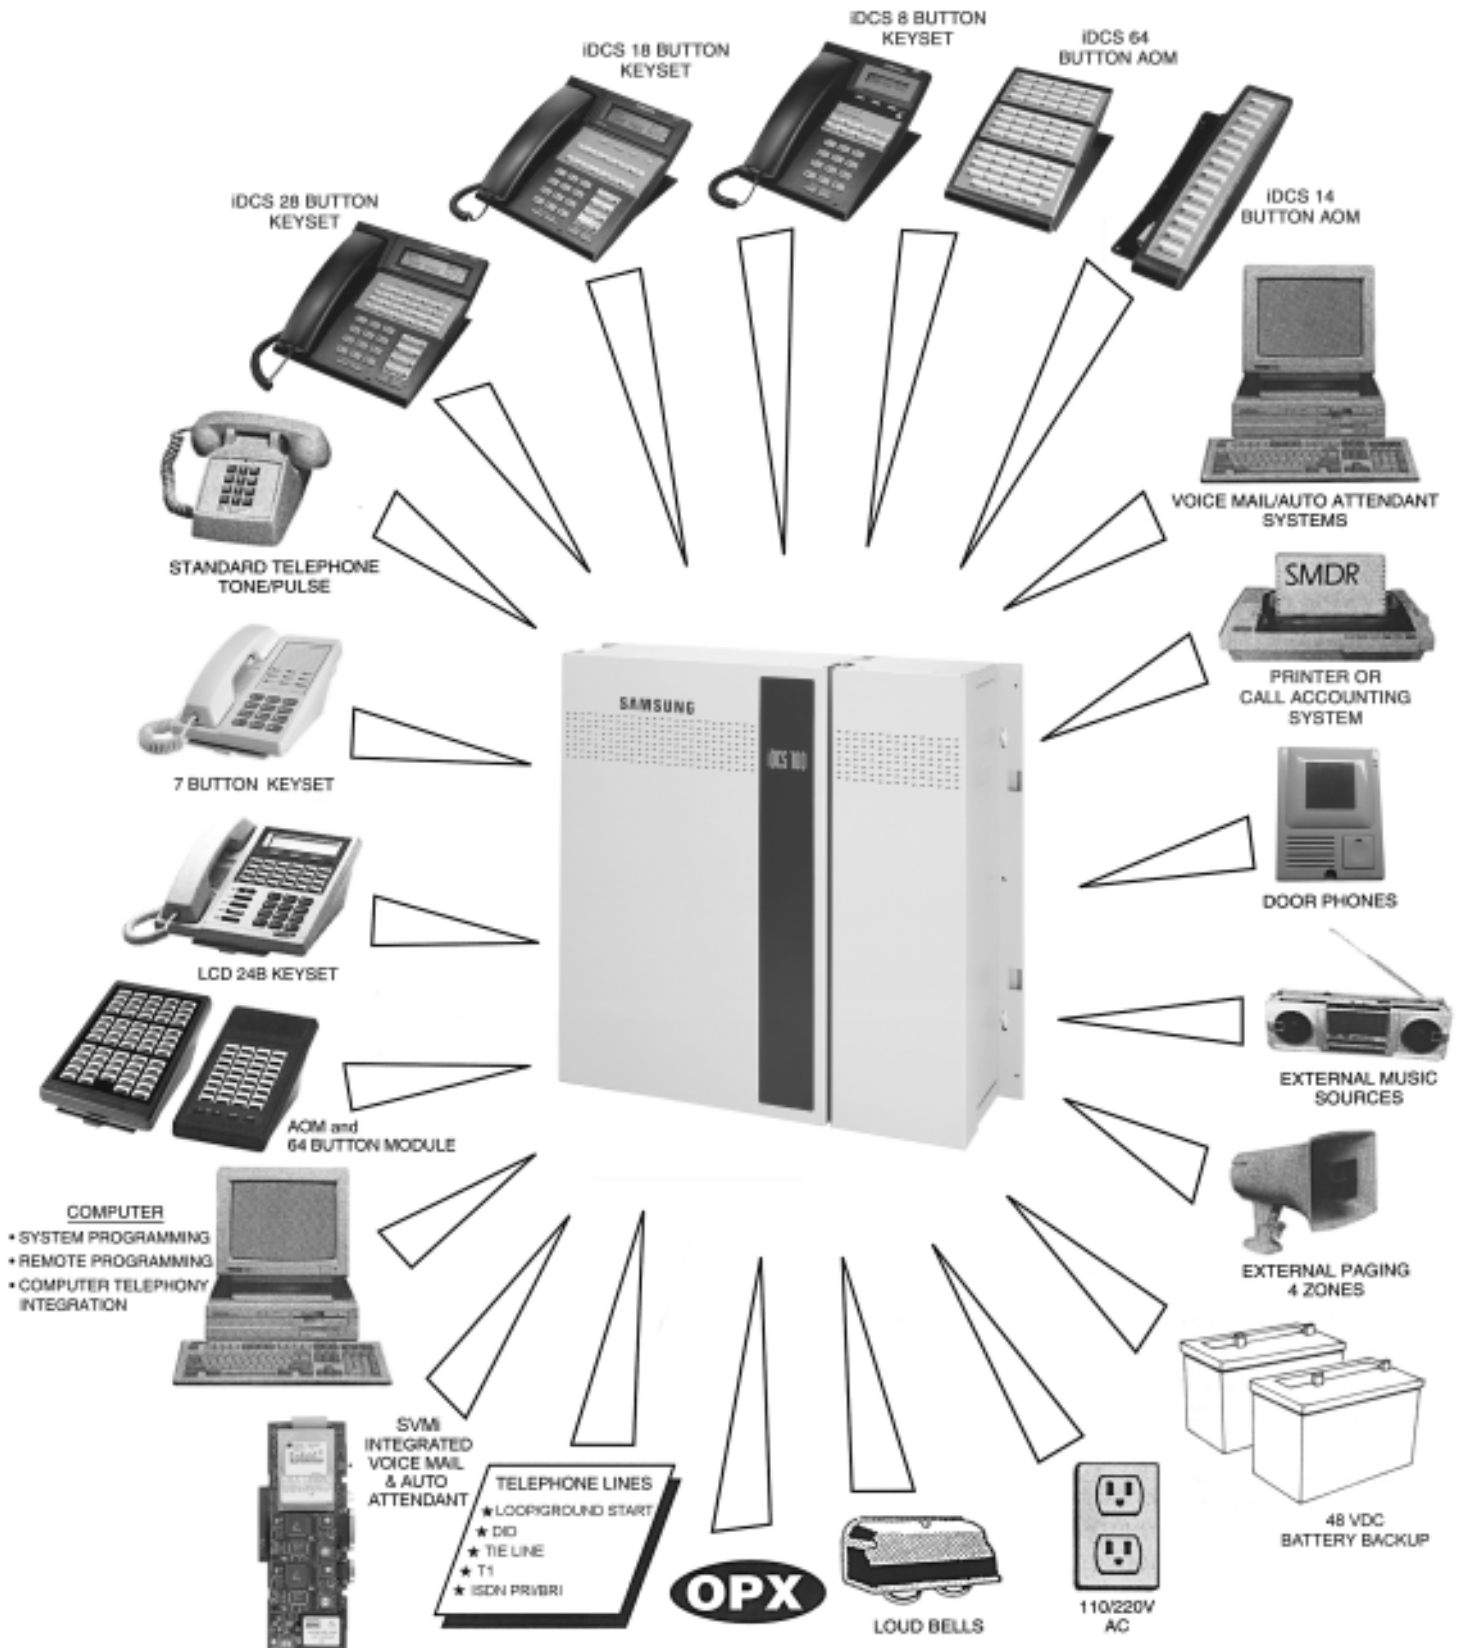 iDCS 8 BUTTON
KEYSET
iDCS 18 BUTTON
KEYSET
iDCS 64
BUTTON AOM
iDCS 28 BUTTON
KEYSET
iDCS 14
BUTTON AOM
VOICE MAIL/AUTO ATTENDANT
SYSTEMS
STANDARD TELEPHONE
TONE/PULSE
SMDR
PRINTER OR
CALL ACCOUNTING
SYSTEM
SAMSUNG
iDCS 100
7 BUTTON KEYSET
DOOR PHONES
LCD 24B KEYSET
EXTERNAL MUSIC
SOURCES
AOM and
64 BUTTON MODULE
COMPUTER
• SYSTEM PROGRAMMING
• REMOTE PROGRAMMING
• COMPUTER TELEPHONY
INTEGRATION
EXTERNAL PAGING
4 ZONES
SVMi
INTEGRATED
VOICE MAIL
& AUTO
ATTENDANT
TELEPHONE LINES
★ LOOP/GROUND START
★ DID
★ TIE LINE
★ T1
★ ISDN PRI/BRI
OPX
LOUD BELLS
110/220V
AC
48 VDC
BATTERY BACKUP